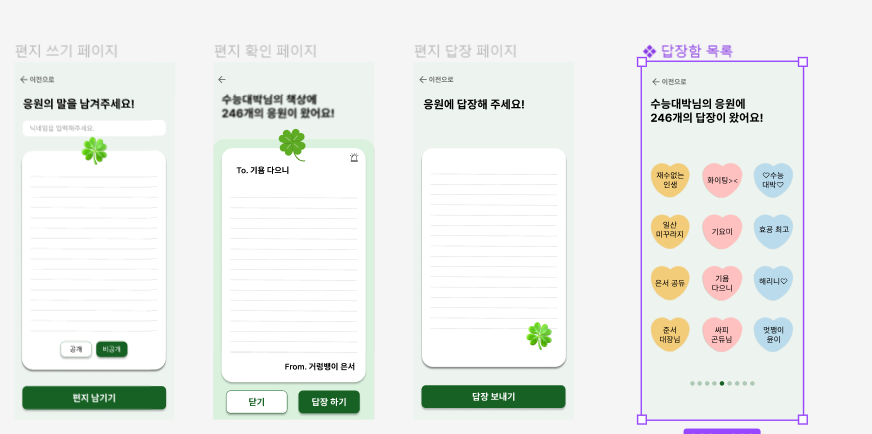 편지 쓰기 페이지
이전으로
응원의 말을 남겨주세요!
닉네임을 입력해주세요.
공개
비공개
편지 남기기
편지 확인 페이지
수능대박님의 책상에
246개의 응원이 왔어요!
To. 기욤 다으니
From. 거렁뱅이 은서
닫기
답장 하기
편지 답장 페이지
이전으로
응원에 답장해 주세요!
답장 보내기
답장함 목록
이전으로
수능대박님의 응원에
246개의 답장이 왔어요!
재수없는
인생
화이팅><
♡수능
대박♡
일산
미꾸라지
기요미
효공 최고
은서 공듀
기욤
다으니
해리니♡
준서
대장님
싸피
곤듀님
멋쨍이
윤이